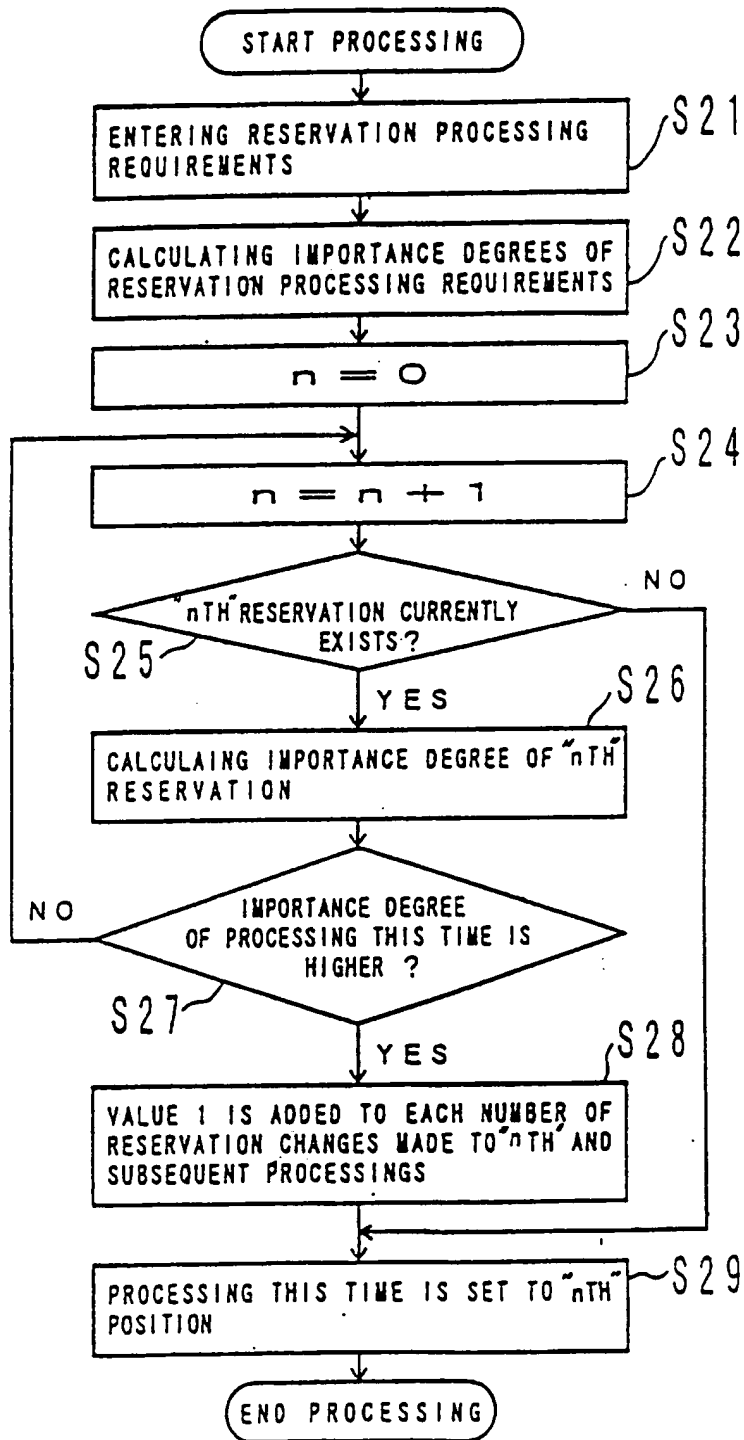 START PROCESSING
S21
ENTERING RESERVATION PROCESSING
REQUIREMENTS
S22
CALCULATING IMPORTANCE DEGREES OF
RESERVATION PROCESSING REQUIREMENTS
S23
n = 0
S24
n = n + 1
NO
"nTH" RESERVATION CURRENTLY
EXISTS?
S25
YES
S26
CALCULAING IMPORTANCE DEGREE OF "nTH"
RESERVATION
NO
IMPORTANCE DEGREE
OF PROCESSING THIS TIME IS
HIGHER ?
S27
YES
S28
VALUE 1 IS ADDED TO EACH NUMBER OF
RESERVATION CHANGES MADE TO "nTH" AND
SUBSEQUENT PROCESSINGS
S29
PROCESSING THIS TIME IS SET TO "nTH"
POSITION
END PROCESSING